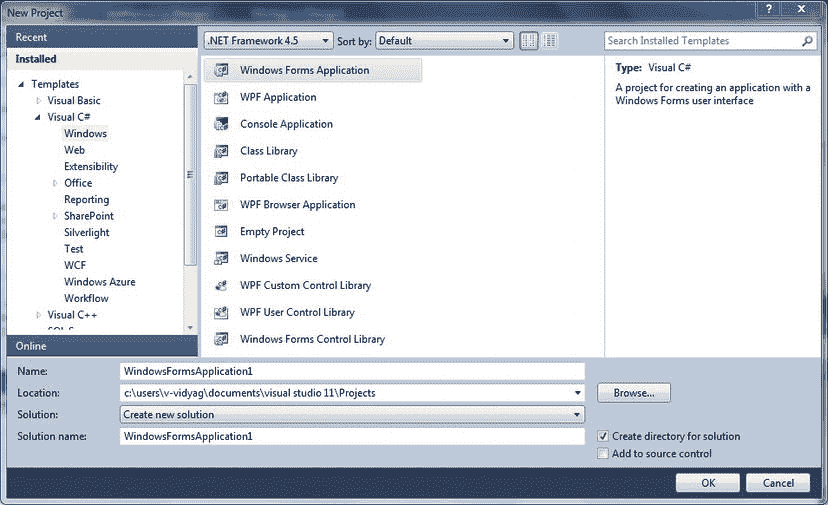 New Project
Recent
Installed
Templates
Visual Basic
Visual C#
Windows
Web
Extensibility
Office
Reporting
SharePoint
Silverlight
Test
WCF
Windows Azure
Workflow
Visual C++
Online
.NET Framework 4.5
Sort by: Default
Windows Forms Application
WPF Application
Console Application
Class Library
Portable Class Library
WPF Browser Application
Empty Project
Windows Service
WPF Custom Control Library
WPF User Control Library
Windows Forms Control Library
Search Installed Templates
Type: Visual C#
A project for creating an application with a
Windows Forms user interface
Name: WindowsFormsApplication1
Location: c:\users\v-vidyag\documents\visual studio 11\Projects
Browse...
Solution: Create new solution
Solution name: WindowsFormsApplication1
Create directory for solution
Add to source control
OK
Cancel